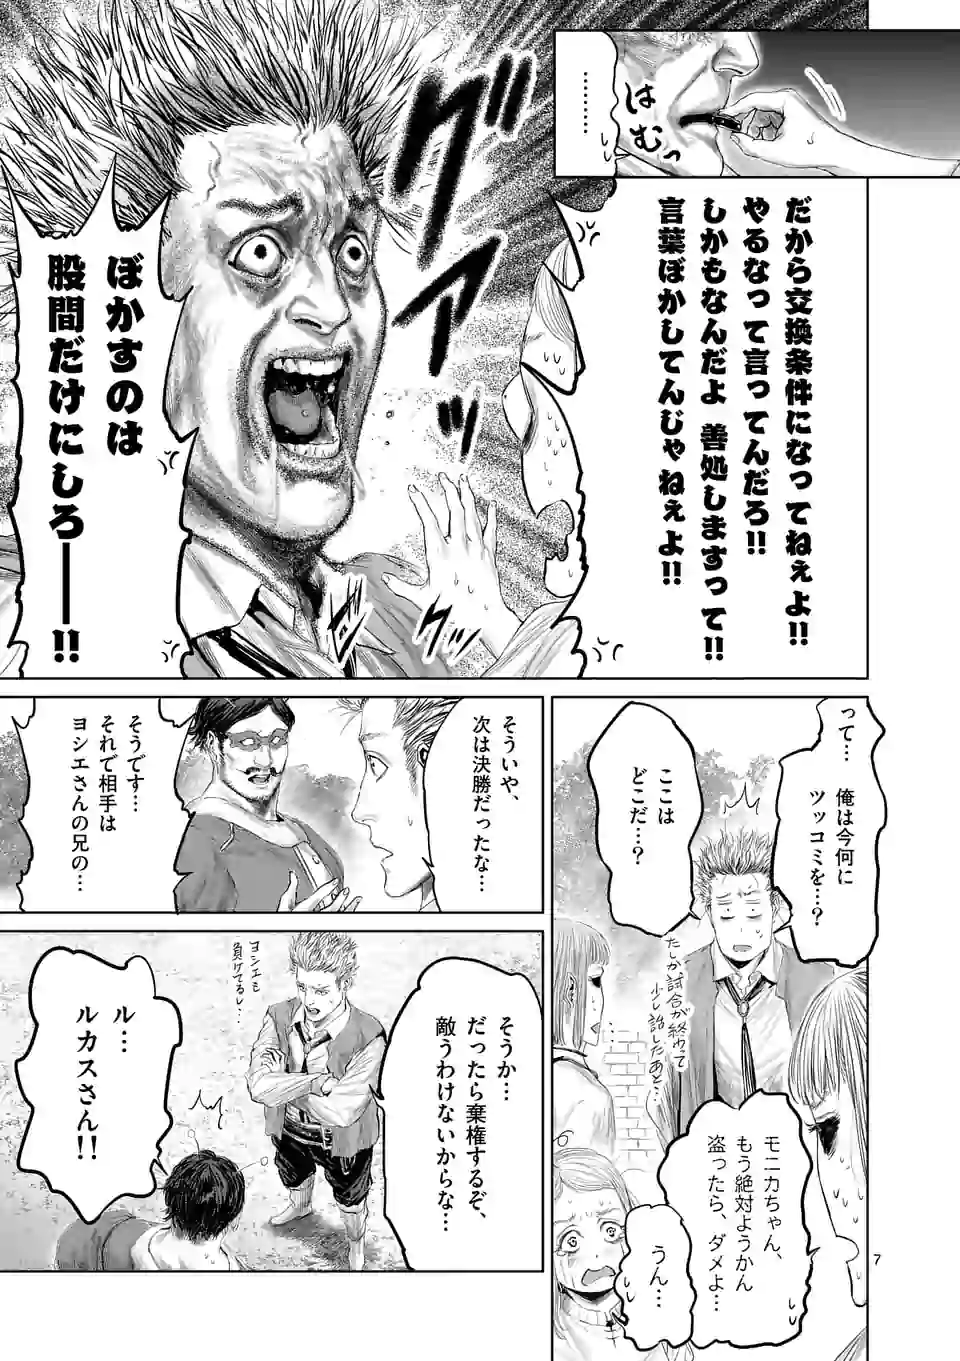 ………
はむっ
だから交換条件になってねぇよ!!
やるなって言ってんだろ!!
しかもなんだよ 善処しますって!!
言葉ぼかしてんじゃねぇよ!!
グアッ
ぼかすのは
股間だけにしろ――!!
ざっ
ざっ
って… 俺は今何に
ツッコミを…?
ここは
どこだ…?
たしか試合が終わって
少し話したあと…
モニカちゃん、
もう絶対ようかん
盗ったら、ダメよ…
うん…
そういや、
次は決勝だったな…
そうです…
それで相手は
ヨシエさんの兄の…
ヨシエも
負けてるし…
そうか…
だったら棄権するぞ、
敵うわけないからな…
ル…
ルカスさん!!
7